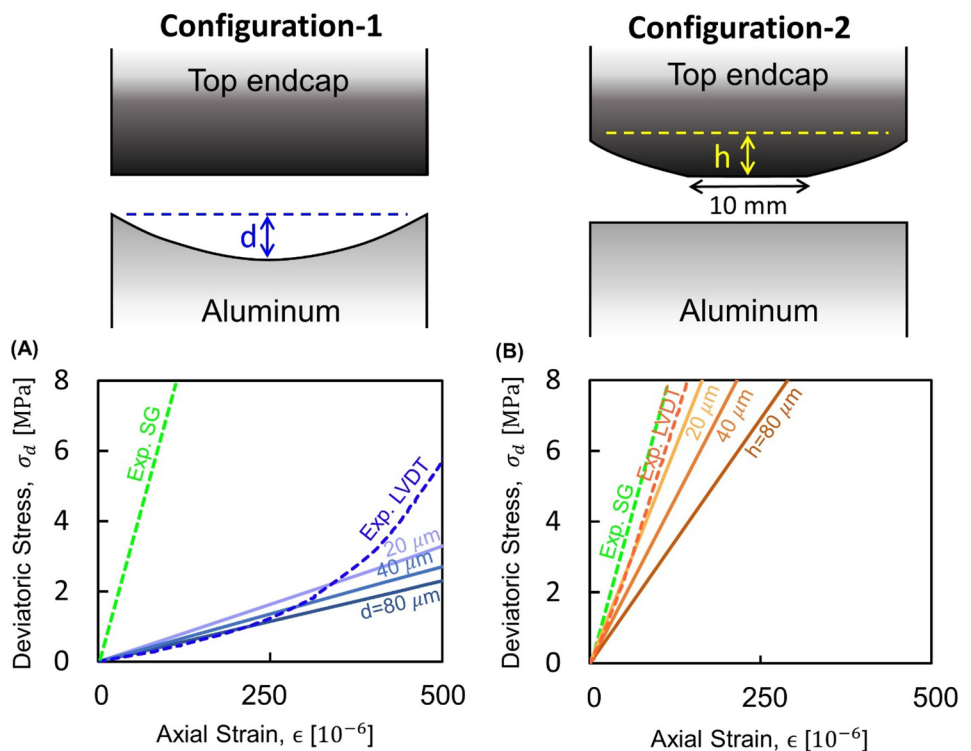 Configuration-1
Configuration-2
Top endcap
Top endcap
h
10 mm
d
Aluminum
Aluminum
(A)
(B)
Deviatoric Stress, σ_d [MPa]
8
6
4
2
0
Exp. SG
Exp. LVDT
20 μm
40 μm
d=80 μm
0
250
500
Axial Strain, ϵ [10⁻⁶]
Deviatoric Stress, σ_d [MPa]
8
6
4
2
0
Exp. SG
Exp. LVDT
20 μm
40 μm
h=80 μm
0
250
500
Axial Strain, ϵ [10⁻⁶]